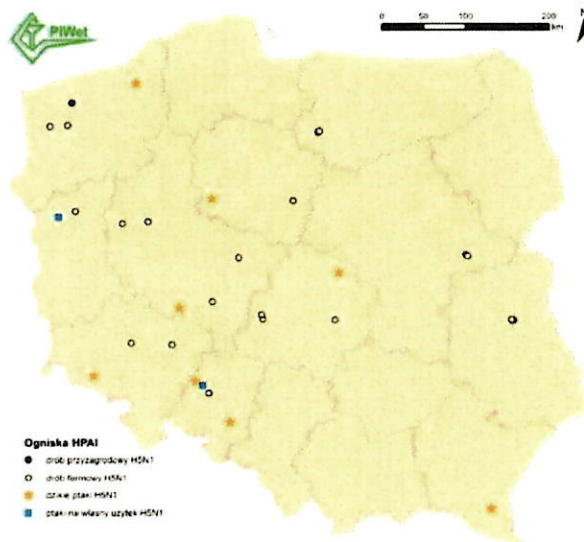 PIWet
0 50 100 200
km
N
Ogniska HPAI
drób przyzagrodowy H5N1
drób fermowy H5N1
dzikie ptaki H5N1
ptaki na własny użytek H5N1